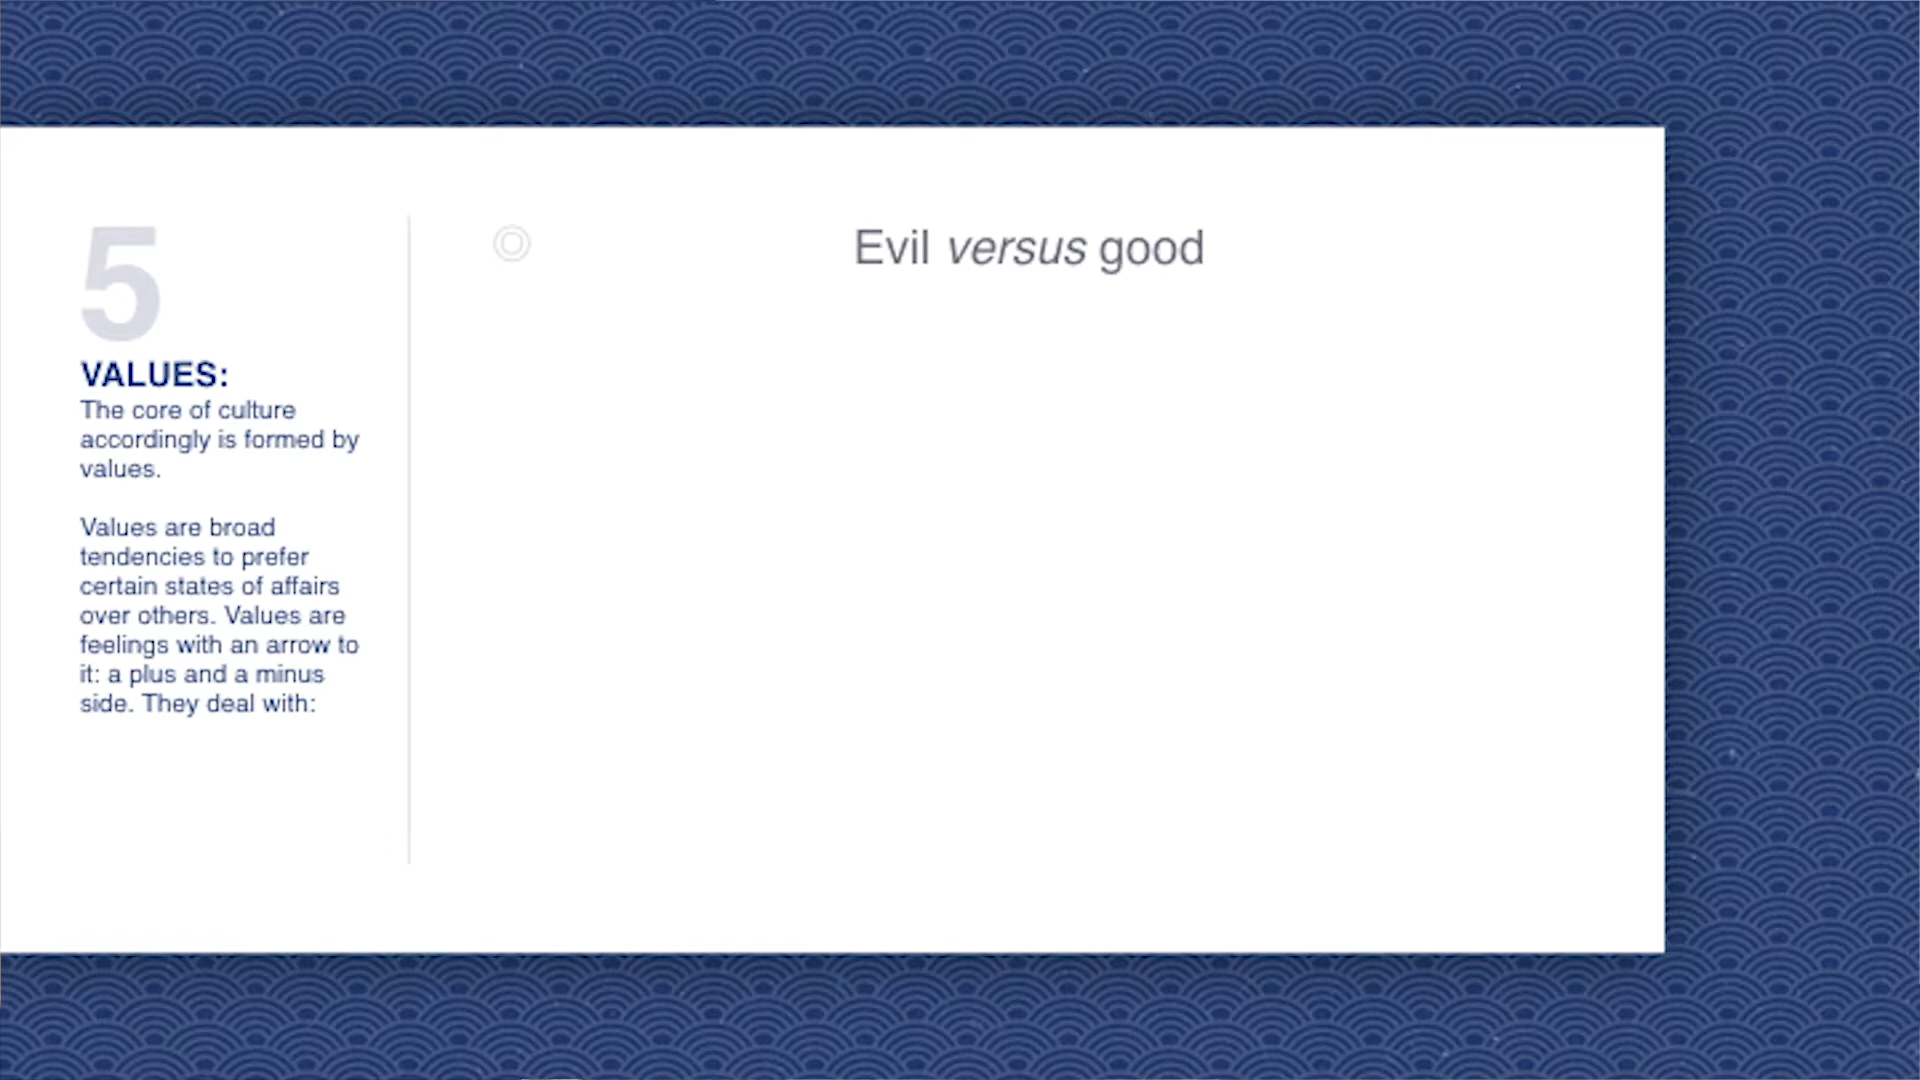 5
VALUES:
The core of culture
accordingly is formed by
values.
Values are broad
tendencies to prefer
certain states of affairs
over others. Values are
feelings with an arrow to
it: a plus and a minus
side. They deal with:
Evil versus good